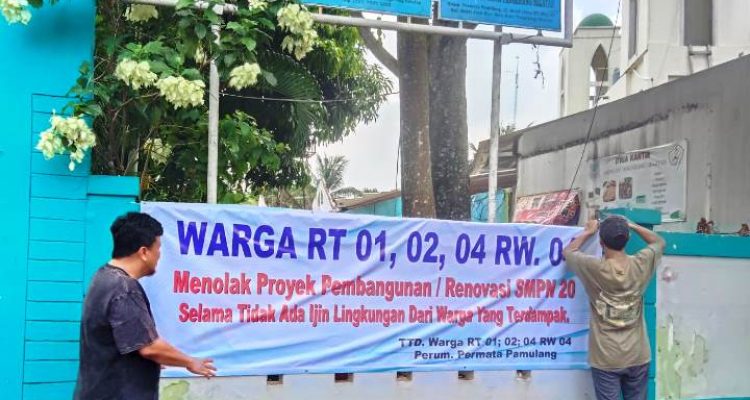 WARGA RT 01, 02, 04 RW. 04
Menolak Proyek Pembangunan / Renovasi SMPN 20
Selama Tidak Ada Ijin Lingkungan Dari Warga Yang Terdampak.
TTD. Warga RT 01; 02; 04 RW 04
Perum. Permata Pamulang